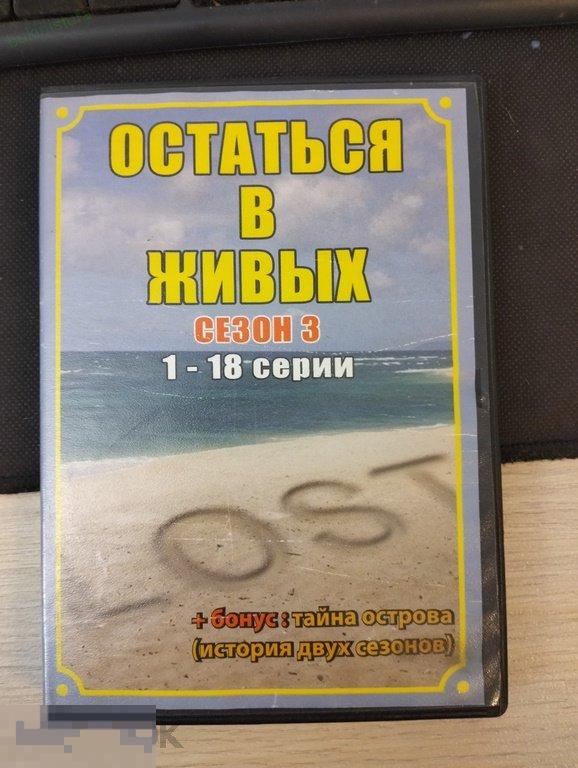 ОСТАТЬСЯ
В
ЖИВЫХ
СЕЗОН 3
1 - 18 серии
LOST
+ бонус : тайна острова
(история двух сезонов)